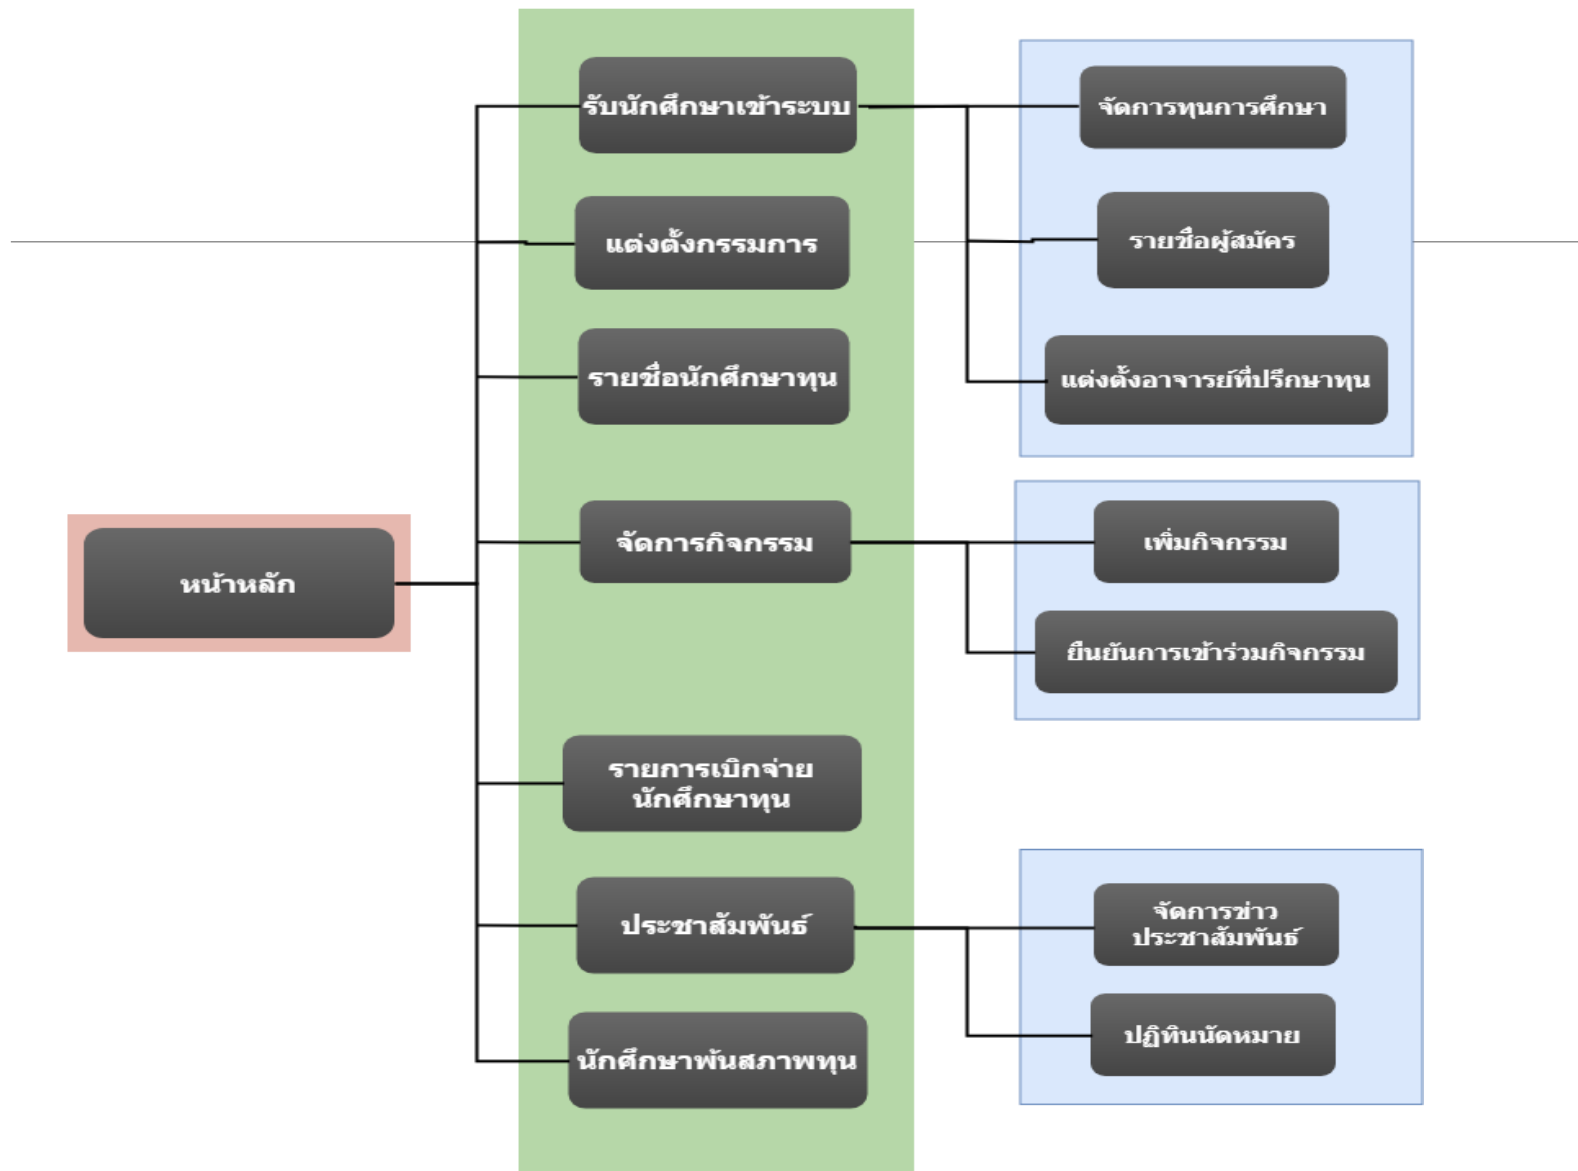 รับนักศึกษาเข้าระบบ
จัดการทุนการศึกษา
แต่งตั้งกรรมการ
รายชื่อผู้สมัคร
รายชื่อนักศึกษาทุน
แต่งตั้งอาจารย์ที่ปรึกษาทุน
หน้าหลัก
จัดการกิจกรรม
เพิ่มกิจกรรม
ยืนยันการเข้าร่วมกิจกรรม
รายการเบิกจ่าย
นักศึกษาทุน
ประชาสัมพันธ์
จัดการข่าว
ประชาสัมพันธ์
ปฏิทินนัดหมาย
นักศึกษาพ้นสภาพทุน